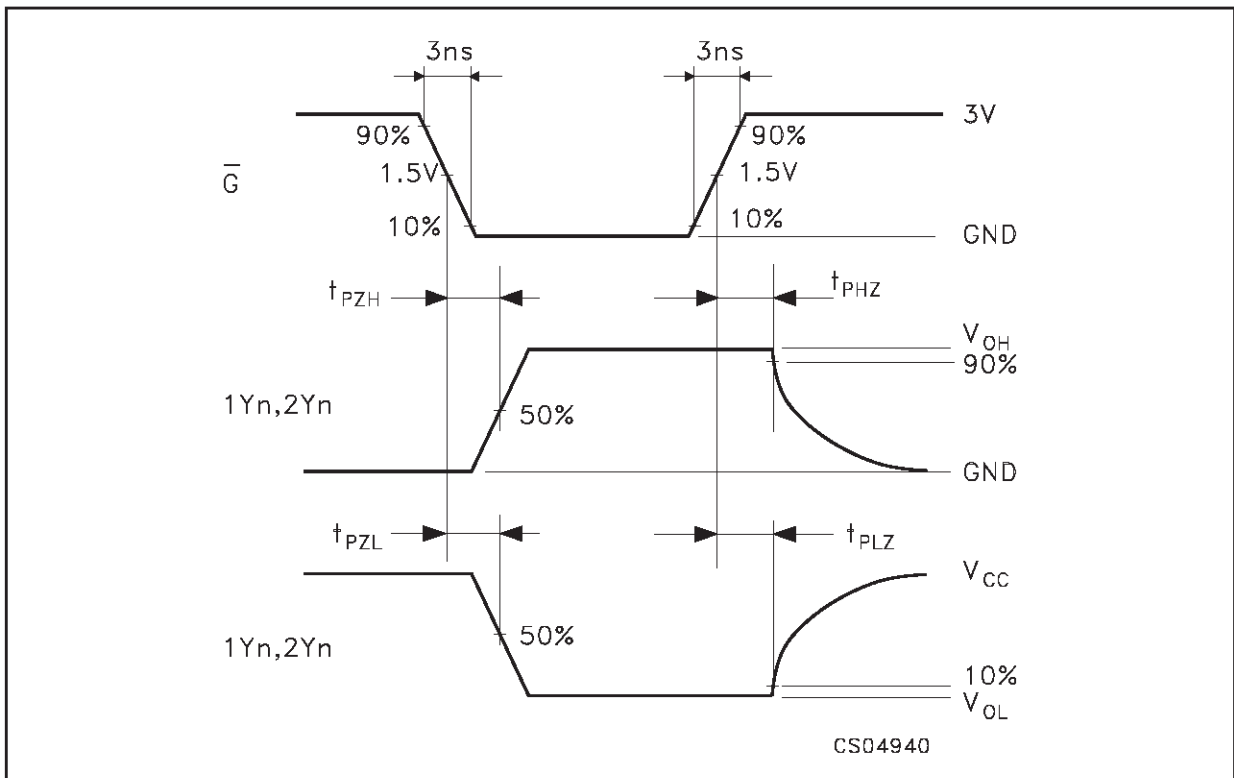 3ns 3ns
3V
90% 90%
G̅ 1.5V 1.5V
10% 10%
GND
tPZH tPHZ
VOH
90%
1Yn,2Yn 50%
GND
tPZL tPLZ
VCC
1Yn,2Yn 50%
10%
VOL
CS04940